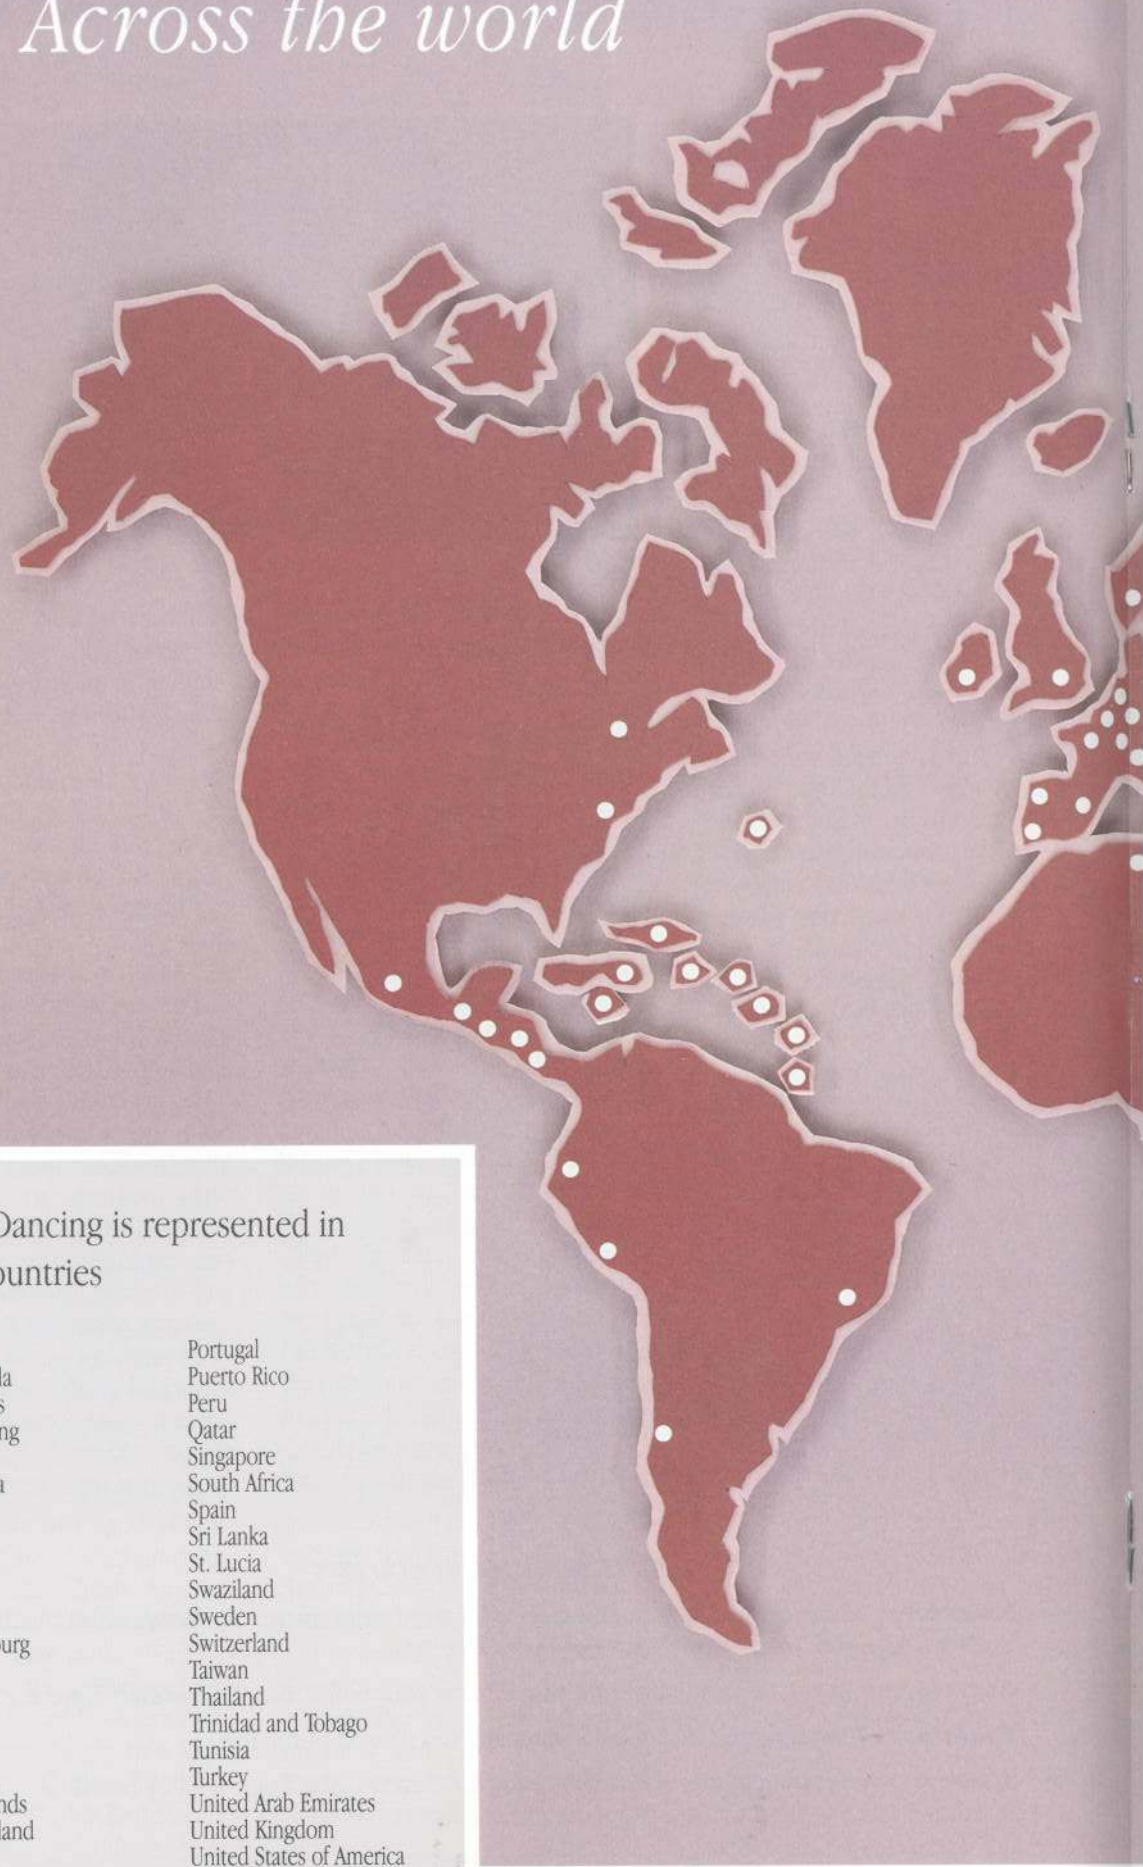 Across the world
Dancing is represented in
ountries
la
s
ng
a
urg
nds
land
Portugal
Puerto Rico
Peru
Qatar
Singapore
South Africa
Spain
Sri Lanka
St. Lucia
Swaziland
Sweden
Switzerland
Taiwan
Thailand
Trinidad and Tobago
Tunisia
Turkey
United Arab Emirates
United Kingdom
United States of America